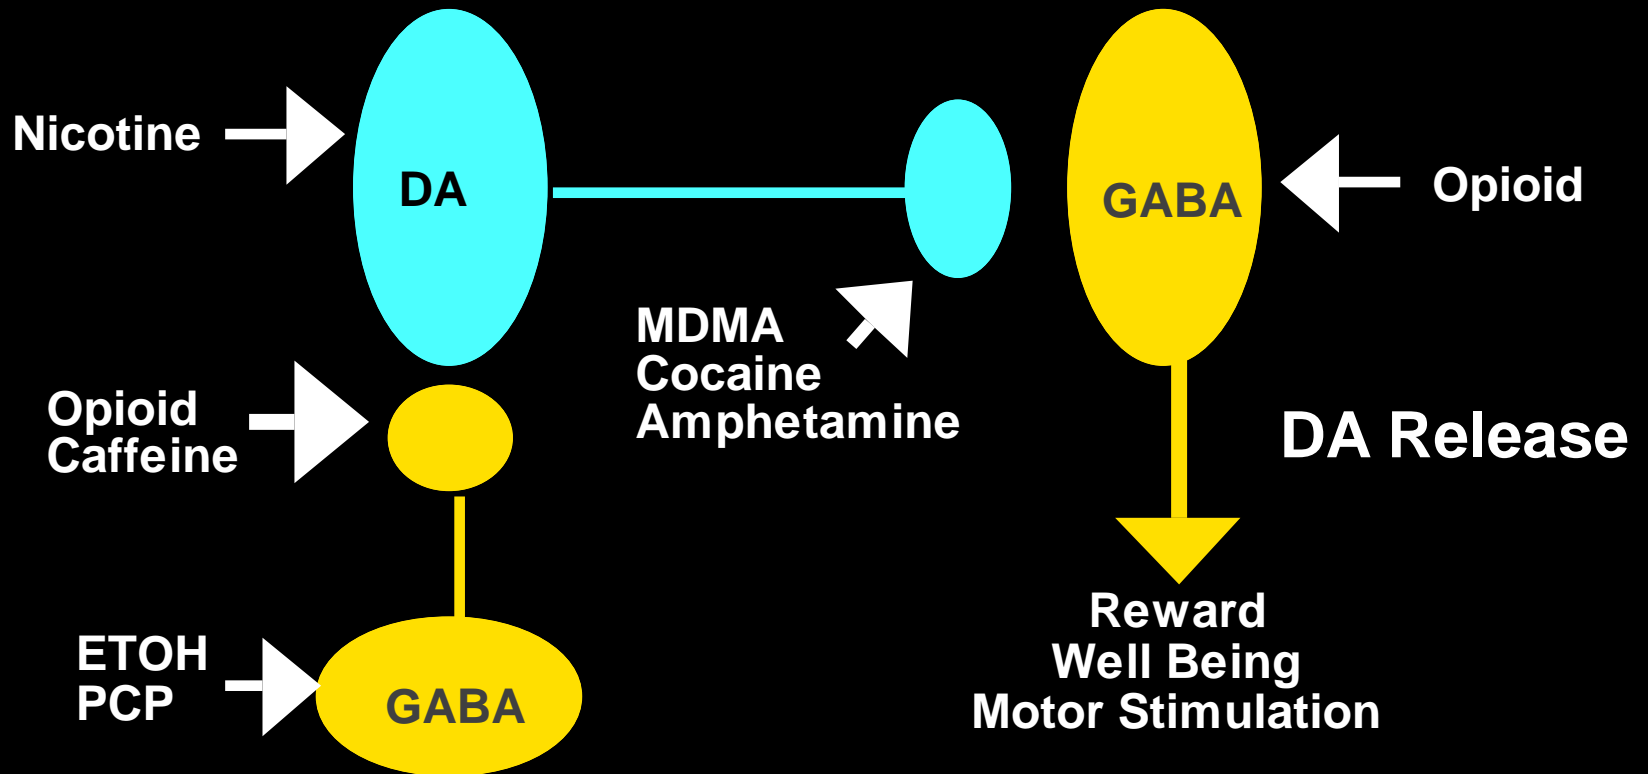 Nicotine
DA
GABA
Opioid
MDMA
Cocaine
Amphetamine
Opioid
Caffeine
DA Release
ETOH
PCP
GABA
Reward
Well Being
Motor Stimulation